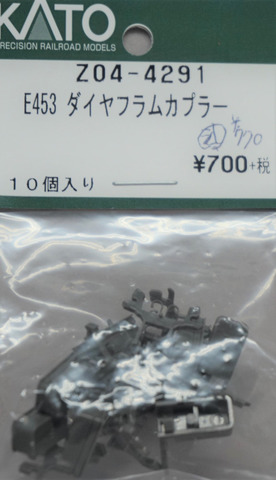 KATO
PRECISION RAILROAD MODELS
Z04-4291
E453 ダイヤフラムカプラー
¥770
¥700+税
10個入り